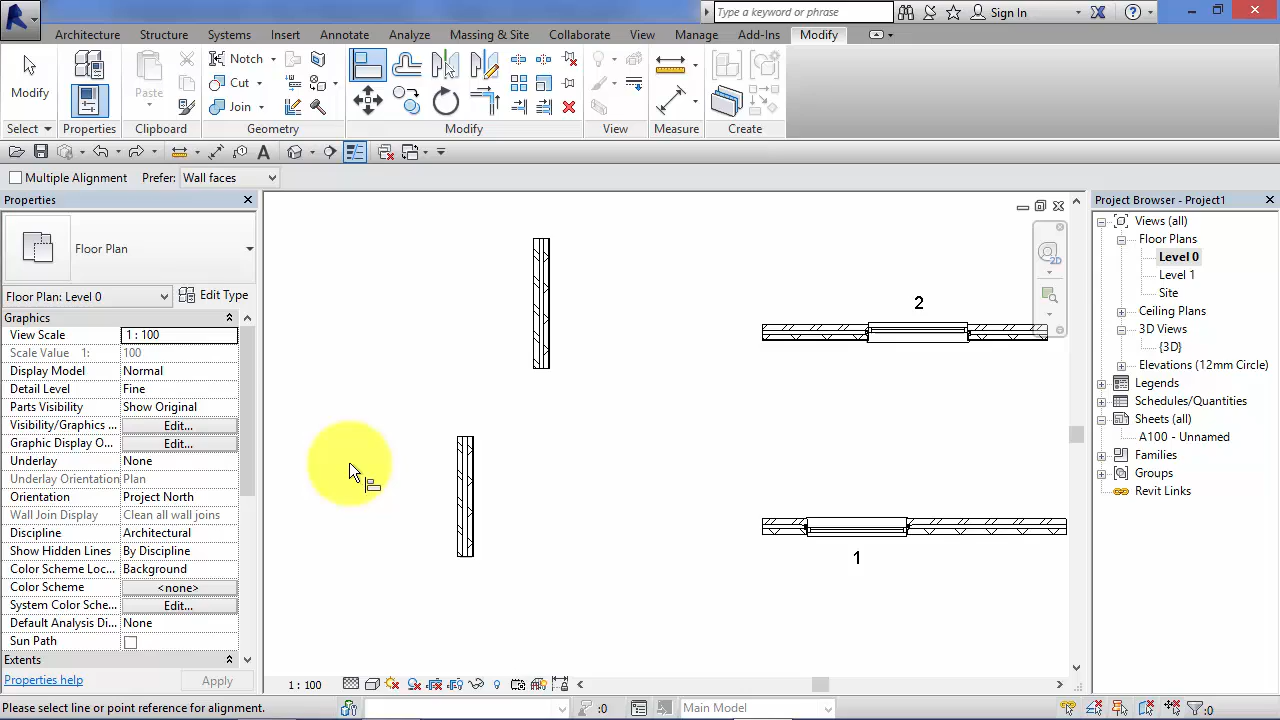 Type a keyword or phrase
Sign In
Architecture Structure Systems Insert Annotate Analyze Massing & Site Collaborate View Manage Add-Ins Modify
Modify
Paste
Notch
Cut
Join
Select Properties Clipboard Geometry Modify View Measure Create
Multiple Alignment Prefer: Wall faces
Properties
Floor Plan
Floor Plan: Level 0 Edit Type
Graphics
View Scale 1 : 100
Scale Value 1: 100
Display Model Normal
Detail Level Fine
Parts Visibility Show Original
Visibility/Graphics ... Edit...
Graphic Display O... Edit...
Underlay None
Underlay Orientation Plan
Orientation Project North
Wall Join Display Clean all wall joins
Discipline Architectural
Show Hidden Lines By Discipline
Color Scheme Loc... Background
Color Scheme <none>
System Color Sche... Edit...
Default Analysis Di... None
Sun Path
Extents
Properties help Apply
2D
2
1
1 : 100
Project Browser - Project1
Views (all)
Floor Plans
Level 0
Level 1
Site
Ceiling Plans
3D Views
{3D}
Elevations (12mm Circle)
Legends
Schedules/Quantities
Sheets (all)
A100 - Unnamed
Families
Groups
Revit Links
Please select line or point reference for alignment. :0 Main Model :0